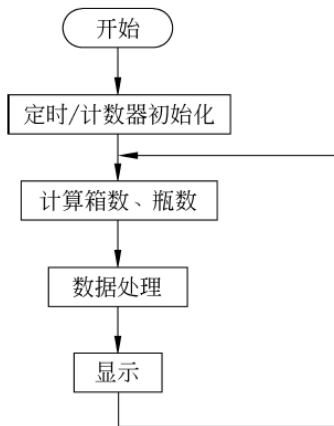 开始
定时/计数器初始化
计算箱数、瓶数
数据处理
显示